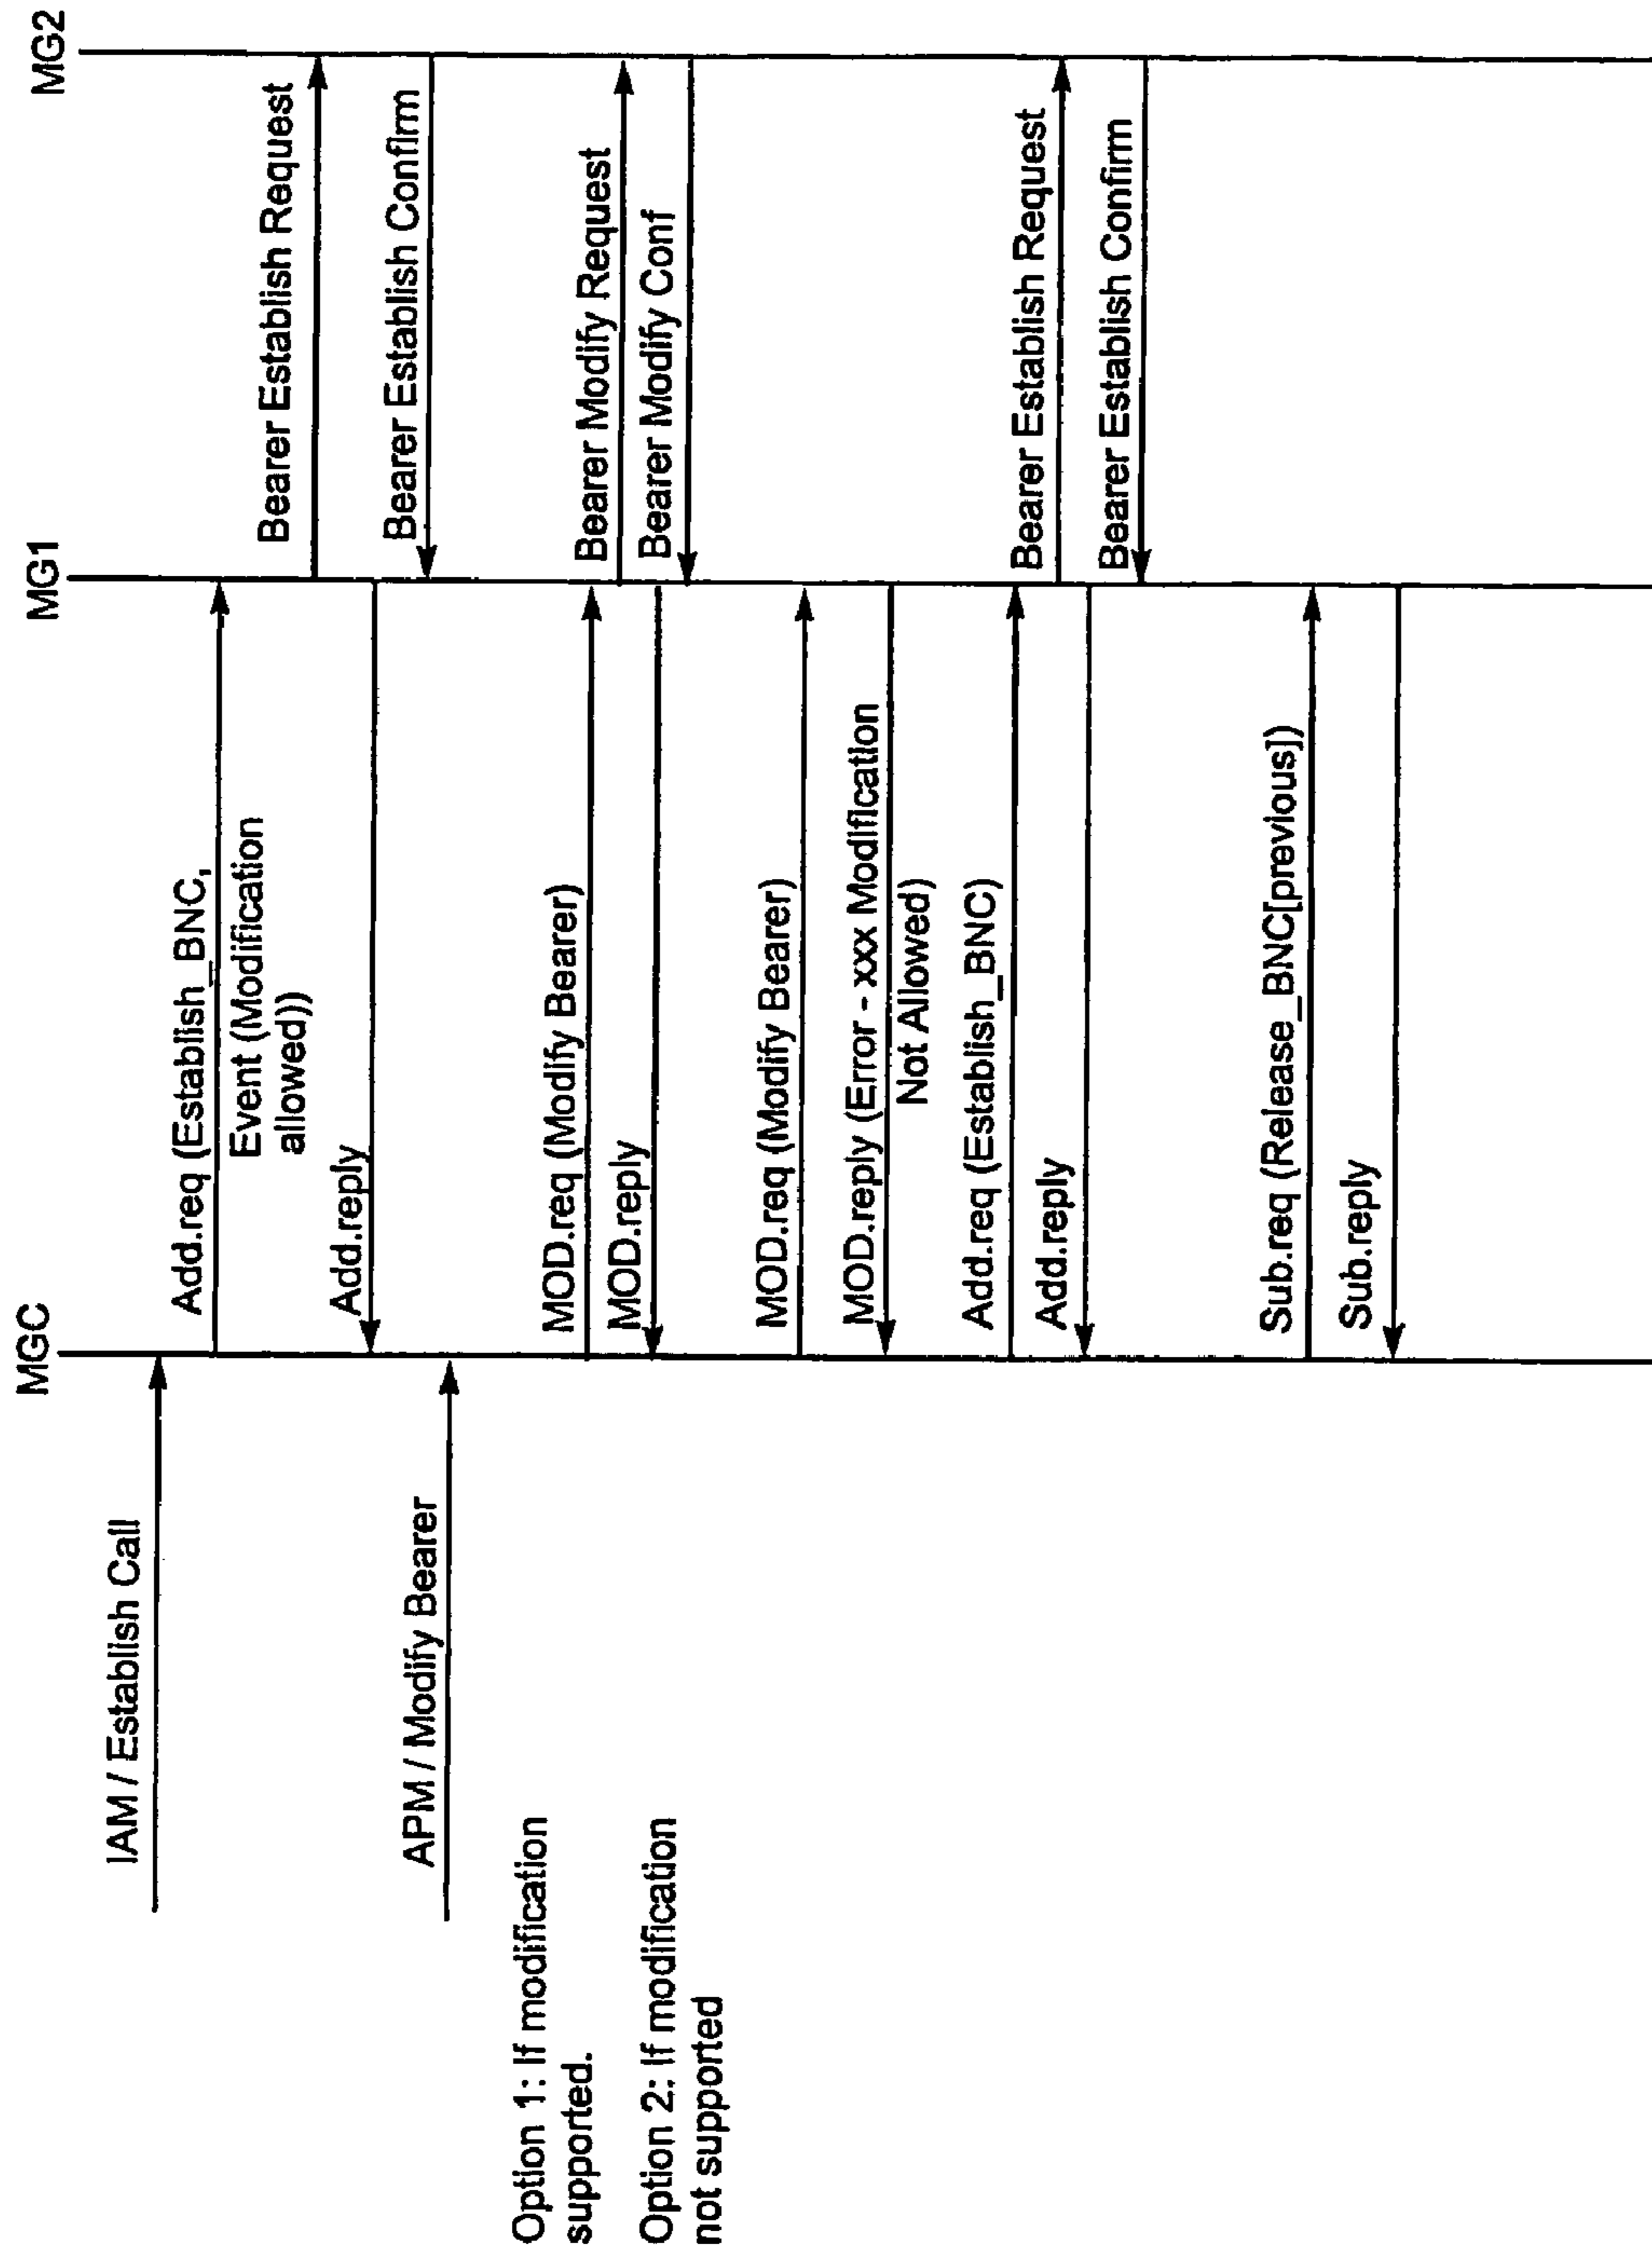 MGC
MG1
MG2
IAM / Establish Call
Add.req (Establish_BNC,
Event (Modification
allowed))
Bearer Establish Request
Add.reply
Bearer Establish Confirm
APM / Modify Bearer
Option 1: If modification
supported.
MOD.req (Modify Bearer)
Bearer Modify Request
MOD.reply
Bearer Modify Conf
Option 2: If modification
not supported
MOD.req (Modify Bearer)
MOD.reply (Error - xxx Modification
Not Allowed)
Add.req (Establish_BNC)
Bearer Establish Request
Add.reply
Bearer Establish Confirm
Sub.req (Release_BNC[previous])
Sub.reply